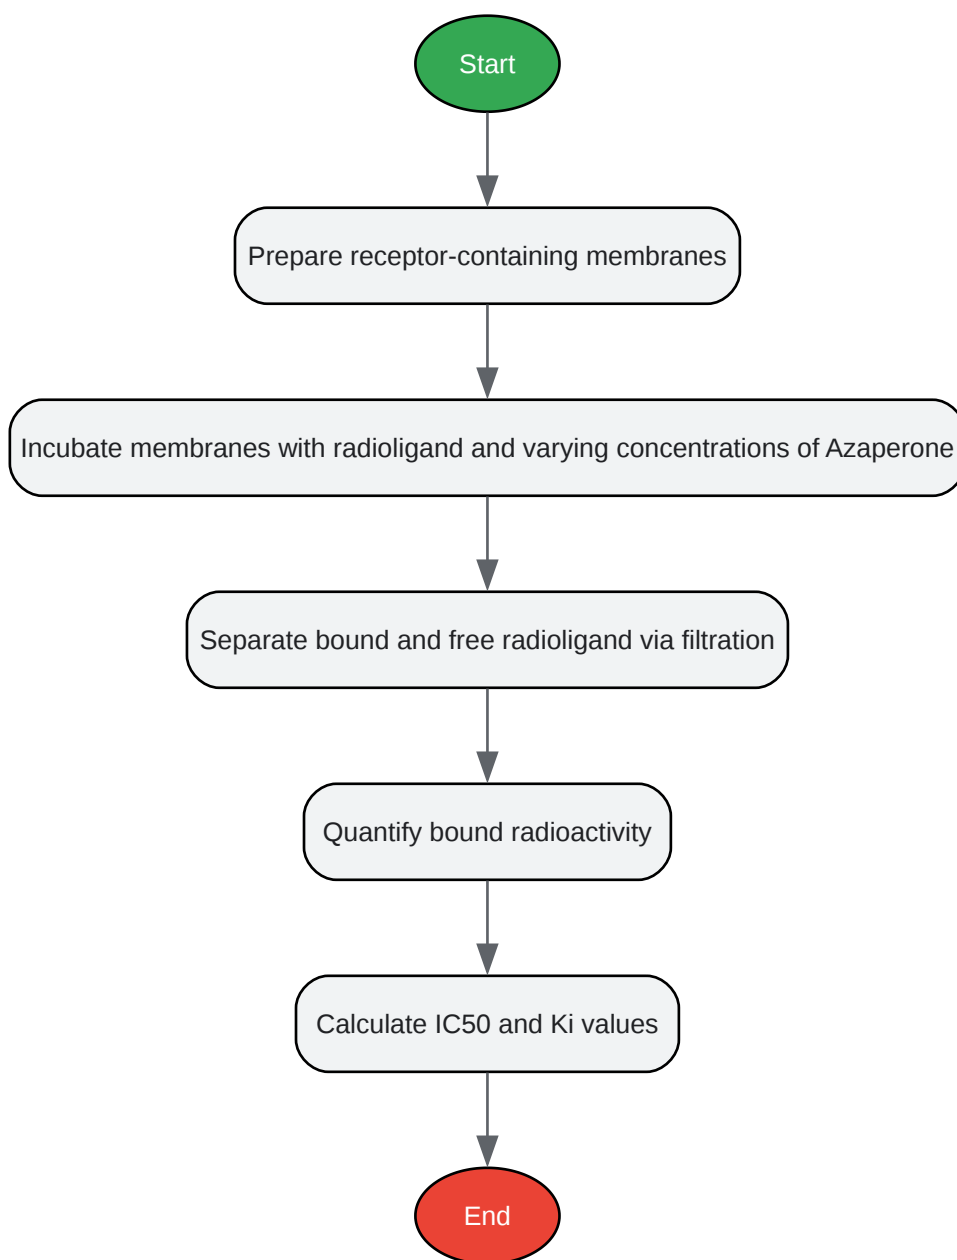 Start
Prepare receptor-containing membranes
Incubate membranes with radioligand and varying concentrations of Azaperone
Separate bound and free radioligand via filtration
Quantify bound radioactivity
Calculate IC50 and Ki values
End